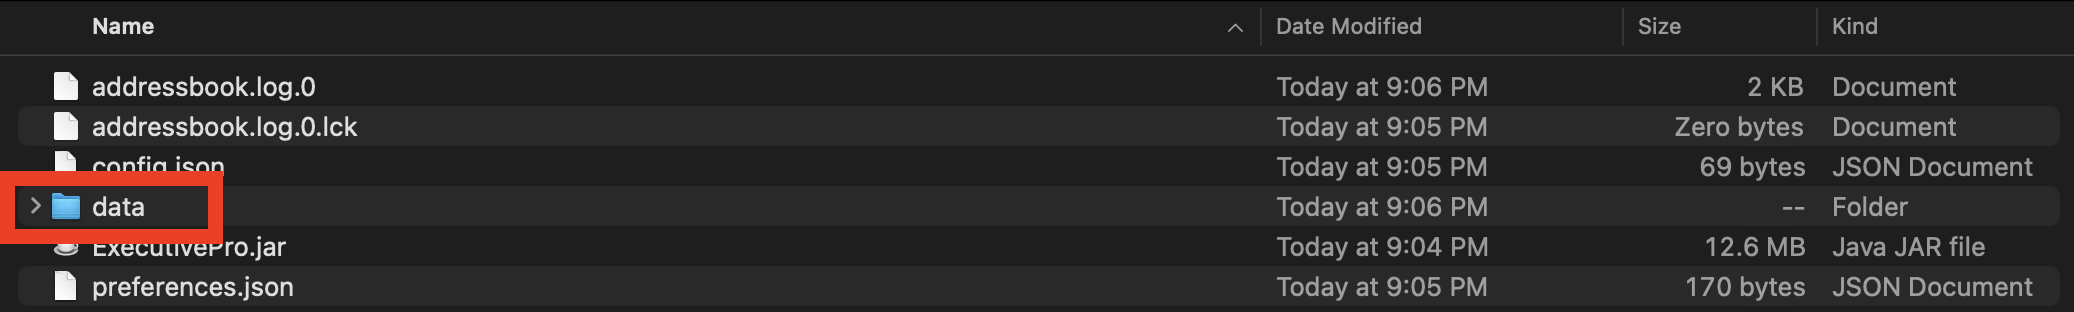 Name Date Modified Size Kind
addressbook.log.0 Today at 9:06 PM 2 KB Document
addressbook.log.0.lck Today at 9:05 PM Zero bytes Document
config.json Today at 9:05 PM 69 bytes JSON Document
data Today at 9:06 PM -- Folder
ExecutivePro.jar Today at 9:04 PM 12.6 MB Java JAR file
preferences.json Today at 9:05 PM 170 bytes JSON Document